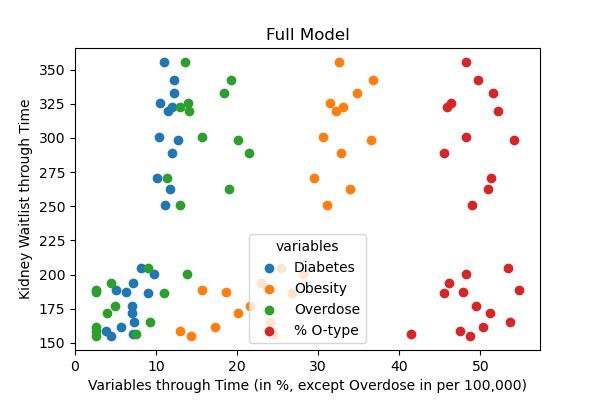 Full Model
Kidney Waitlist through Time
350
325
300
275
250
225
200
175
150
variables
Diabetes
Obesity
Overdose
% O-type
0 10 20 30 40 50
Variables through Time (in %, except Overdose in per 100,000)